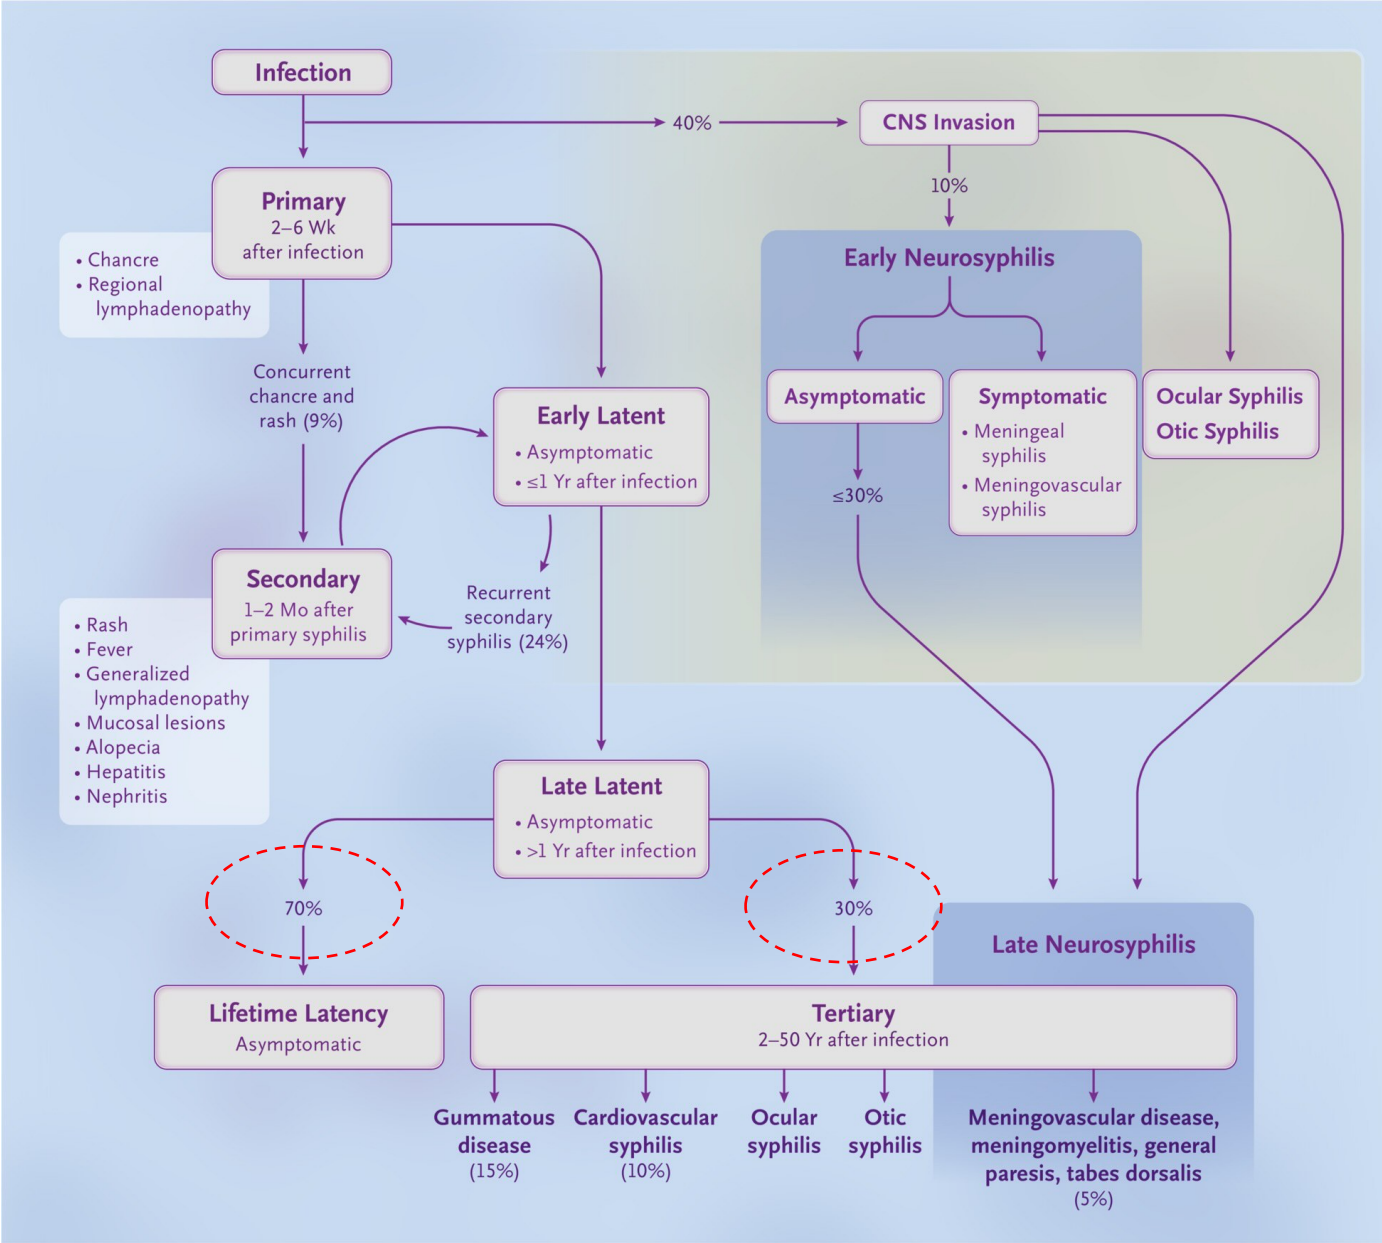 Infection
40%
CNS Invasion
10%
Primary
2–6 Wk
after infection
• Chancre
• Regional
lymphadenopathy
Early Neurosyphilis
Concurrent
chancre and
rash (9%)
Early Latent
• Asymptomatic
• ≤1 Yr after infection
Asymptomatic
≤30%
Symptomatic
• Meningeal
syphilis
• Meningovascular
syphilis
Ocular Syphilis
Otic Syphilis
Secondary
1–2 Mo after
primary syphilis
Recurrent
secondary
syphilis (24%)
• Rash
• Fever
• Generalized
lymphadenopathy
• Mucosal lesions
• Alopecia
• Hepatitis
• Nephritis
Late Latent
• Asymptomatic
• >1 Yr after infection
70%
30%
Late Neurosyphilis
Lifetime Latency
Asymptomatic
Tertiary
2–50 Yr after infection
Gummatous
disease
(15%)
Cardiovascular
syphilis
(10%)
Ocular
syphilis
Otic
syphilis
Meningovascular disease,
meningomyelitis, general
paresis, tabes dorsalis
(5%)